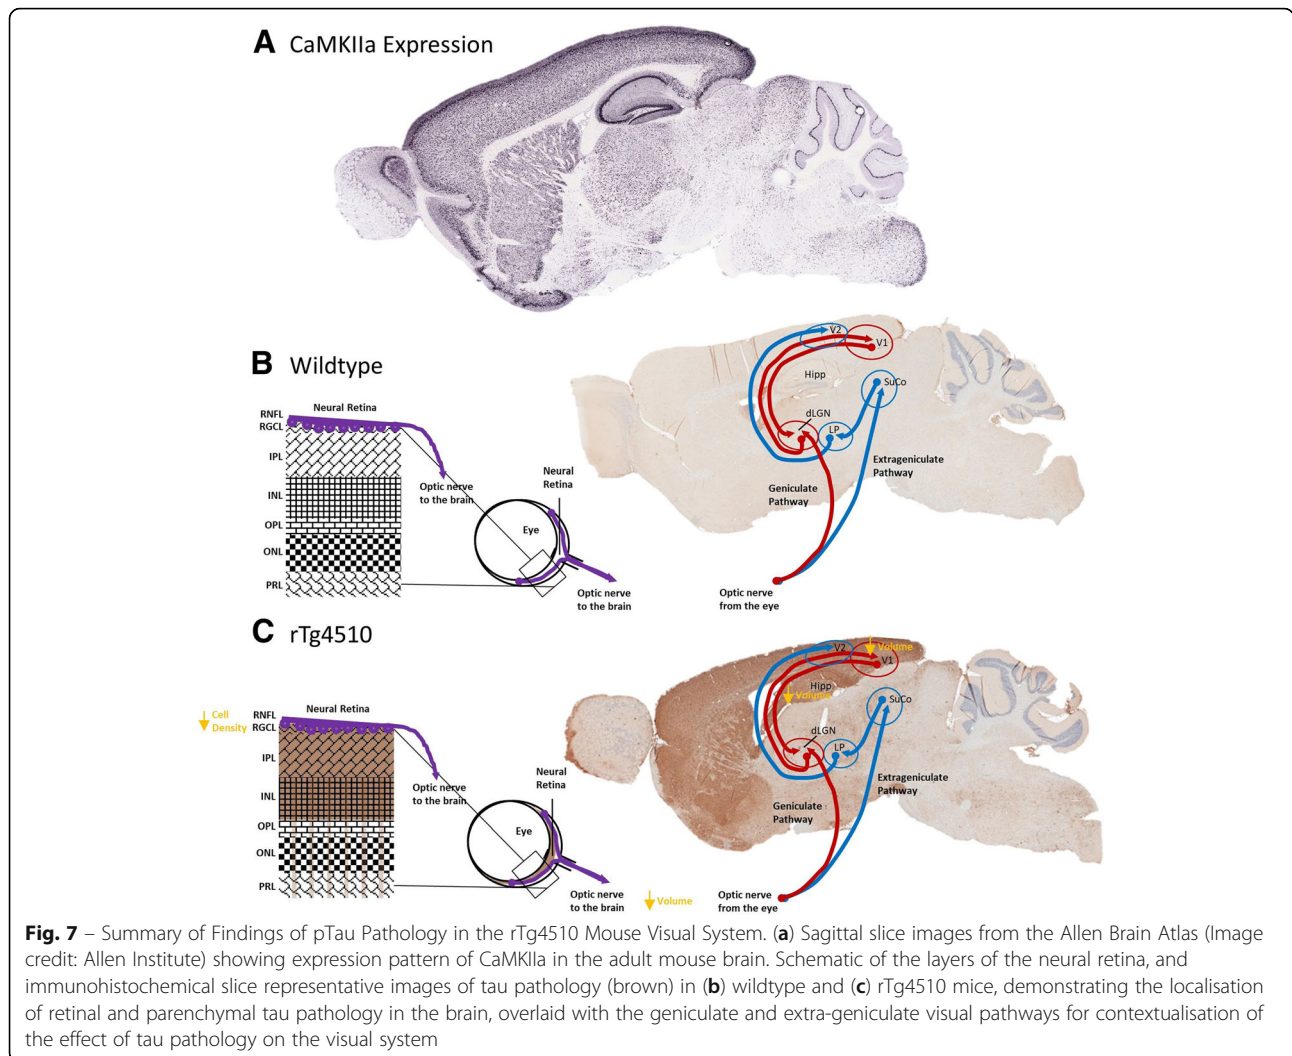 A CaMKIIa Expression
B Wildtype
Neural Retina
RNFL
RGCL
IPL
INL
OPL
ONL
PRL
Optic nerve
to the brain
Neural
Retina
Eye
Optic nerve
to the brain
V2
V1
Hipp
SuCo
dLGN
LP
Extrageniculate
Pathway
Geniculate
Pathway
Optic nerve
from the eye
C rTg4510
Cell
Density
Neural Retina
RNFL
RGCL
IPL
INL
OPL
ONL
PRL
Optic nerve
to the brain
Neural
Retina
Eye
Optic nerve
to the brain
Volume
V2
Volume
V1
Hipp
Volume
SuCo
dLGN
LP
Extrageniculate
Pathway
Geniculate
Pathway
Optic nerve
from the eye
Fig. 7 – Summary of Findings of pTau Pathology in the rTg4510 Mouse Visual System. (a) Sagittal slice images from the Allen Brain Atlas (Image
credit: Allen Institute) showing expression pattern of CaMKIIa in the adult mouse brain. Schematic of the layers of the neural retina, and
immunohistochemical slice representative images of tau pathology (brown) in (b) wildtype and (c) rTg4510 mice, demonstrating the localisation
of retinal and parenchymal tau pathology in the brain, overlaid with the geniculate and extra-geniculate visual pathways for contextualisation of
the effect of tau pathology on the visual system